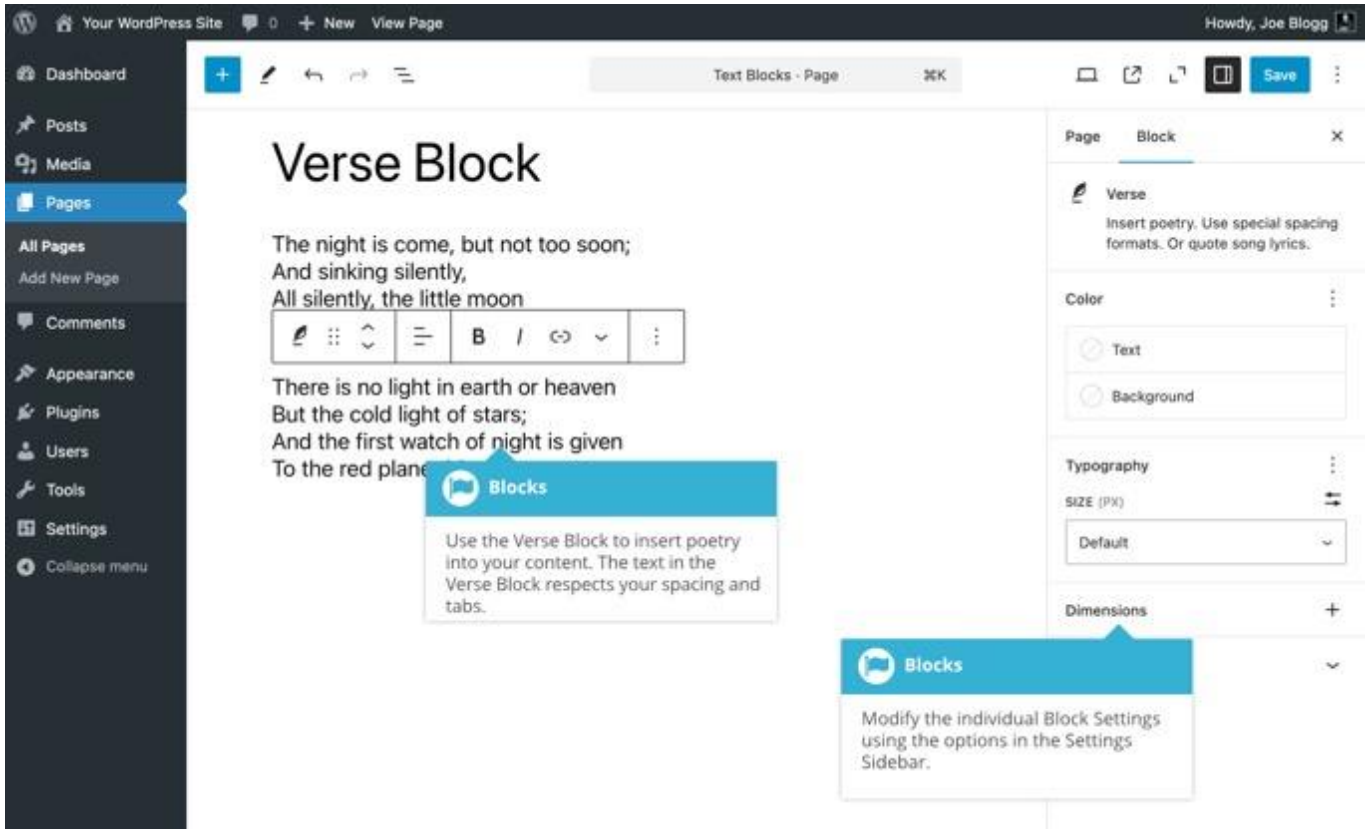 Your WordPress Site 0 New View Page Howdy, Joe Blogg
Dashboard
Posts
Media
Pages
All Pages
Add New Page
Comments
Appearance
Plugins
Users
Tools
Settings
Collapse menu
Text Blocks · Page ⌘K
Save
Verse Block
The night is come, but not too soon;
And sinking silently,
All silently, the little moon
B I
There is no light in earth or heaven
But the cold light of stars;
And the first watch of night is given
To the red plane
Blocks
Use the Verse Block to insert poetry
into your content. The text in the
Verse Block respects your spacing and
tabs.
Page Block
Verse
Insert poetry. Use special spacing
formats. Or quote song lyrics.
Color
Text
Background
Typography
SIZE (PX)
Default
Dimensions
Blocks
Modify the individual Block Settings
using the options in the Settings
Sidebar.